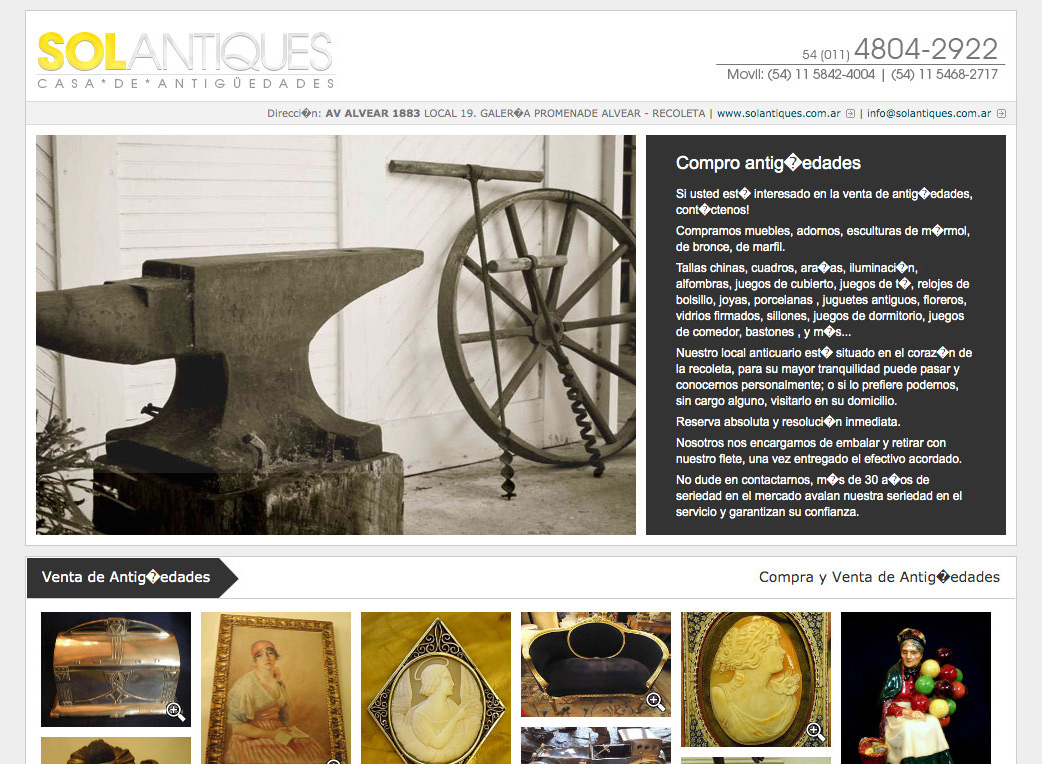 SOLANTIQUES
CASA*DE*ANTIGÜEDADES
54 (011) 4804-2922
Movil: (54) 11 5842-4004 | (54) 11 5468-2717
Direcci�n: AV ALVEAR 1883 LOCAL 19. GALER�A PROMENADE ALVEAR - RECOLETA | www.solantiques.com.ar | info@solantiques.com.ar
Compro antig�edades
Si usted est� interesado en la venta de antig�edades,
cont�ctenos!
Compramos muebles, adornos, esculturas de m�rmol,
de bronce, de marfil.
Tallas chinas, cuadros, ara�as, iluminaci�n,
alfombras, juegos de cubierto, juegos de t�, relojes de
bolsillo, joyas, porcelanas , juguetes antiguos, floreros,
vidrios firmados, sillones, juegos de dormitorio, juegos
de comedor, bastones , y m�s...
Nuestro local anticuario est� situado en el coraz�n de
la recoleta, para su mayor tranquilidad puede pasar y
conocernos personalmente; o si lo prefiere podemos,
sin cargo alguno, visitarlo en su domicilio.
Reserva absoluta y resoluci�n inmediata.
Nosotros nos encargamos de embalar y retirar con
nuestro flete, una vez entregado el efectivo acordado.
No dude en contactarnos, m�s de 30 a�os de
seriedad en el mercado avalan nuestra seriedad en el
servicio y garantizan su confianza.
Venta de Antig�edades
Compra y Venta de Antig�edades